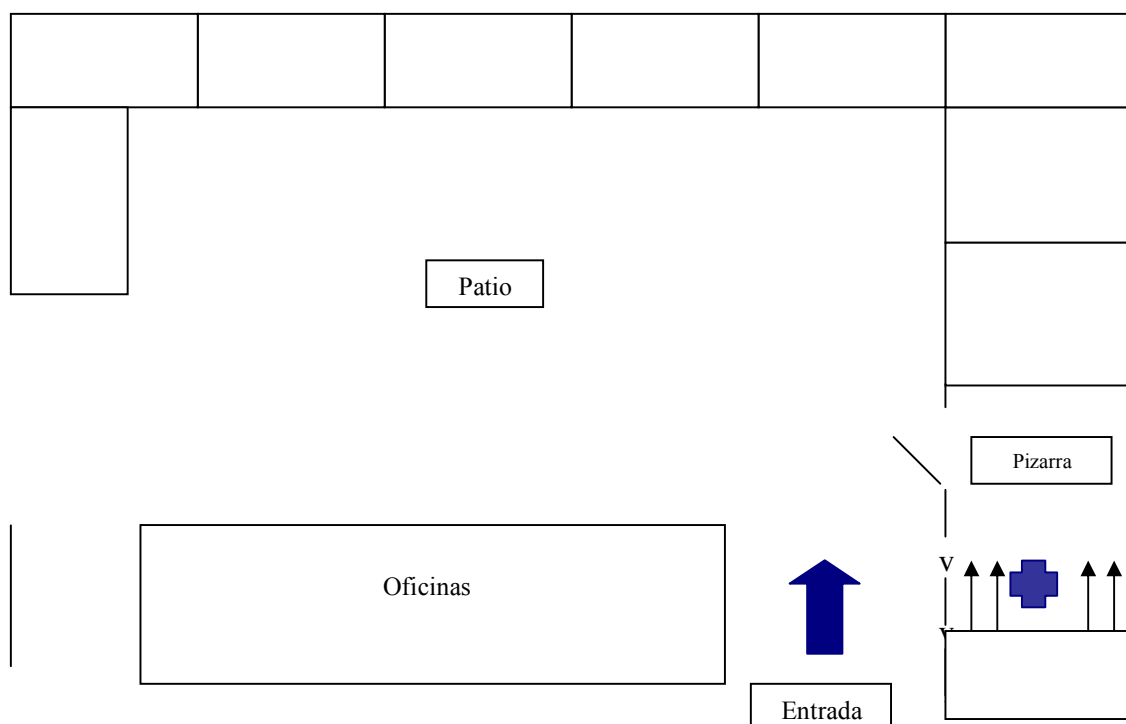 Patio
Pizarra
v
Oficinas
v
Entrada